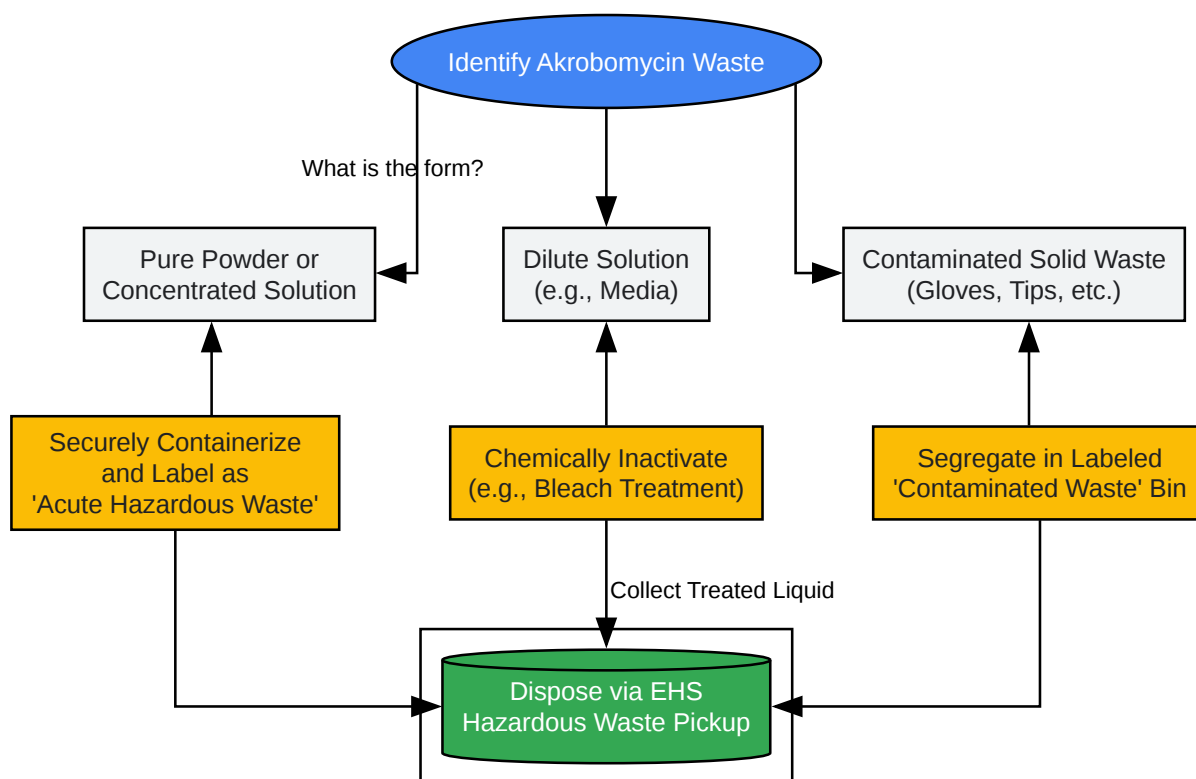 Identify Akrobomycin Waste
What is the form?
Pure Powder or
Concentrated Solution
Dilute Solution
(e.g., Media)
Contaminated Solid Waste
(Gloves, Tips, etc.)
Securely Containerize
and Label as
'Acute Hazardous Waste'
Chemically Inactivate
(e.g., Bleach Treatment)
Segregate in Labeled
'Contaminated Waste' Bin
Collect Treated Liquid
Dispose via EHS
Hazardous Waste Pickup